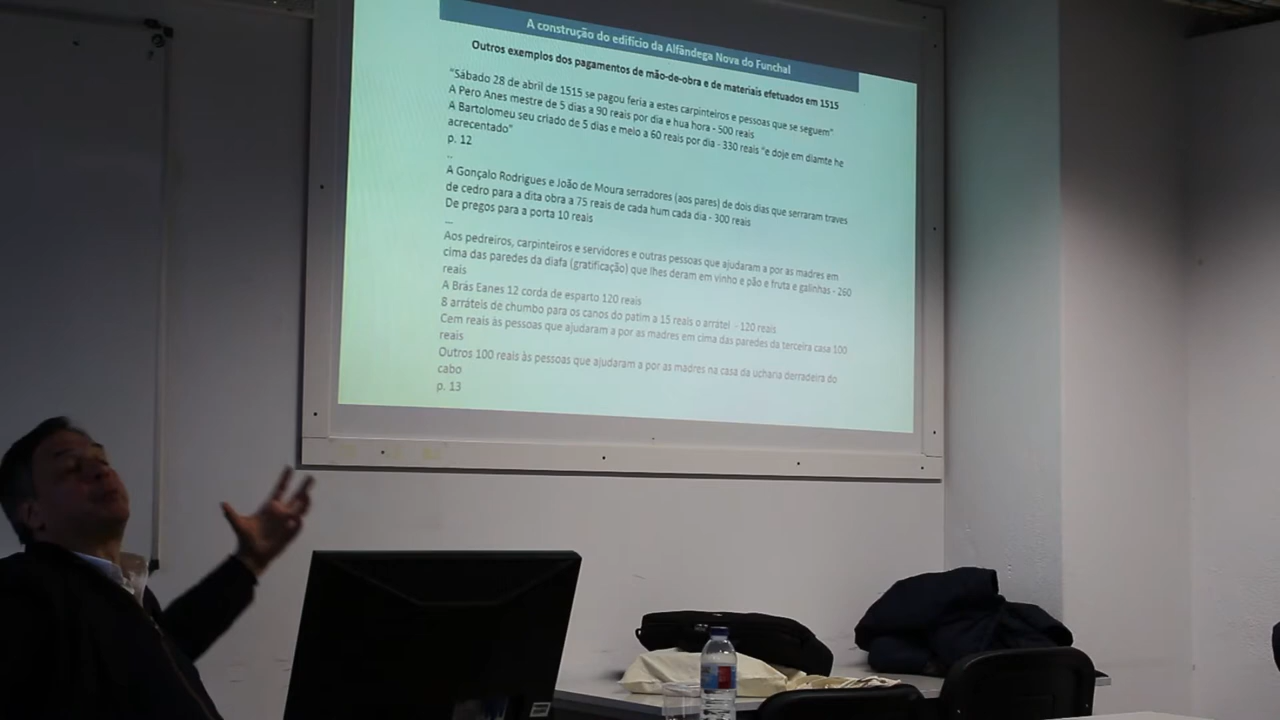 A construção do edifício da Alfândega Nova do Funchal
Outros exemplos dos pagamentos de mão-de-obra e de materiais efetuados em 1515
"Sábado 28 de abril de 1515 se pagou feria a estes carpinteiros e pessoas que se seguem"
A Pero Anes mestre de 5 dias a 90 reais por dia e hua hora - 500 reais
A Bartolomeu seu criado de 5 dias e meio a 60 reais por dia - 330 reais "e doje em diamte he
acrecentado"
p. 12
..
A Gonçalo Rodrigues e João de Moura serradores (aos pares) de dois dias que serraram traves
de cedro para a dita obra a 75 reais de cada hum cada dia - 300 reais
De pregos para a porta 10 reais
...
Aos pedreiros, carpinteiros e servidores e outras pessoas que ajudaram a por as madres em
cima das paredes da diafa (gratificação) que lhes deram em vinho e pão e fruta e galinhas - 260
reais
A Brás Eanes 12 corda de esparto 120 reais
8 arráteis de chumbo para os canos do patim a 15 reais o arrátel - 120 reais
Cem reais às pessoas que ajudaram a por as madres em cima das paredes da terceira casa 100
reais
Outros 100 reais às pessoas que ajudaram a por as madres na casa da ucharia derradeira do
cabo
p. 13